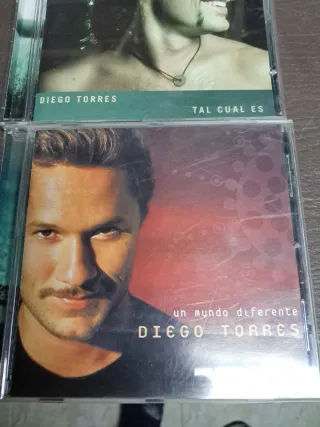 DIEGO TORRES
TAL CUAL ES
un mundo diferente
DIEGO TORRES